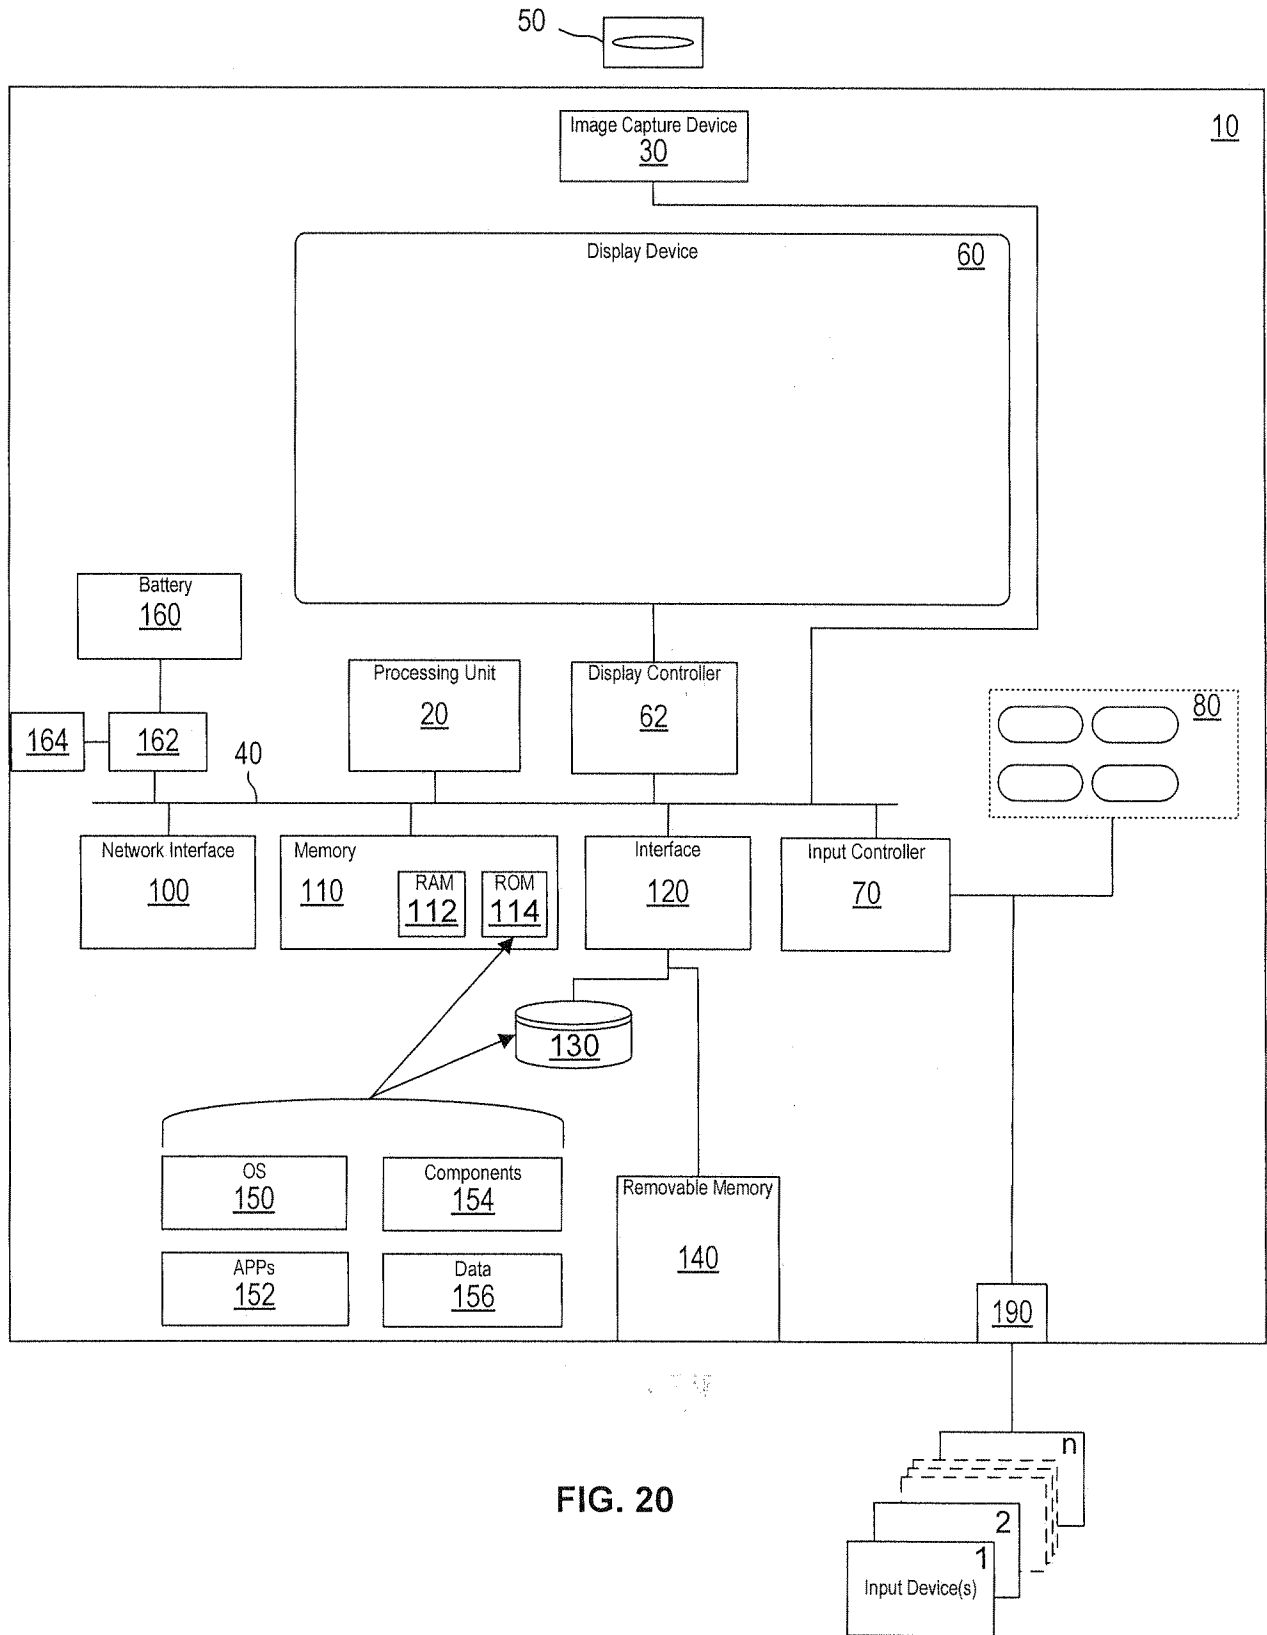 50
10
Image Capture Device
30
Display Device
60
Battery
160
Processing Unit
20
Display Controller
62
80
164
162
40
Network Interface
100
Memory
110
RAM
112
ROM
114
Interface
120
Input Controller
70
130
OS
150
Components
154
APPs
152
Data
156
Removable Memory
140
190
n
2
1
Input Device(s)
FIG. 20